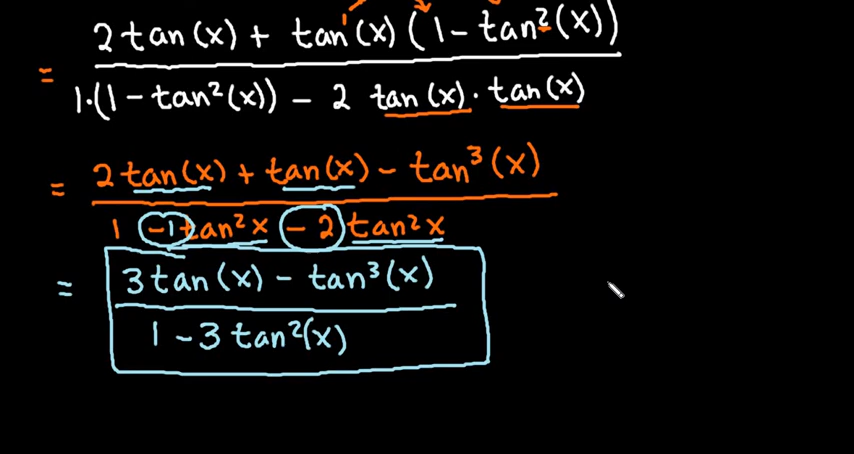 2 tan(x) + tan¹(x) (1 - tan²(x))
=
1·(1 - tan²(x)) - 2 tan(x) · tan(x)
= 2 tan(x) + tan(x) - tan³(x)
1 -1 tan²x - 2 tan²x
= 3 tan(x) - tan³(x)
1 - 3 tan²(x)